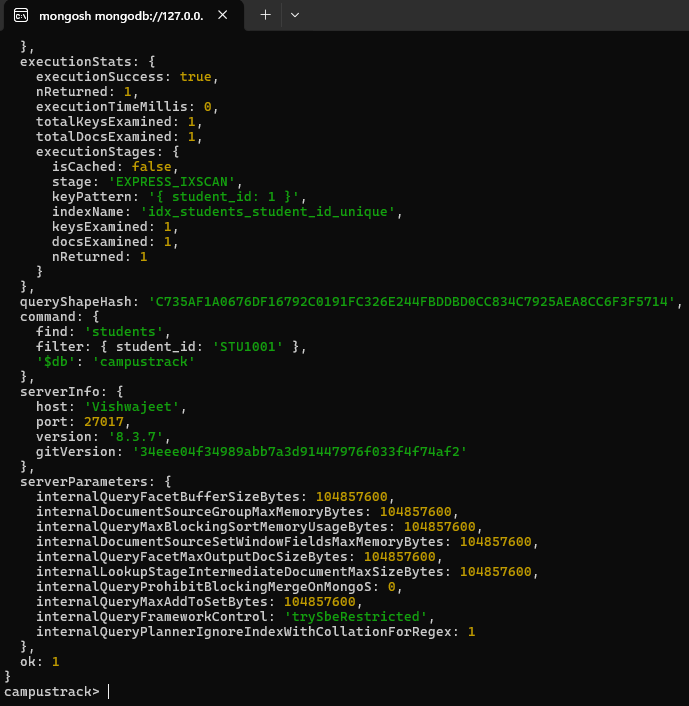 mongosh mongodb://127.0.0.
},
executionStats: {
executionSuccess: true,
nReturned: 1,
executionTimeMillis: 0,
totalKeysExamined: 1,
totalDocsExamined: 1,
executionStages: {
isCached: false,
stage: 'EXPRESS_IXSCAN',
keyPattern: '{ student_id: 1 }',
indexName: 'idx_students_student_id_unique',
keysExamined: 1,
docsExamined: 1,
nReturned: 1
}
},
queryShapeHash: 'C735AF1A0676DF16792C0191FC326E244FBDDBD0CC834C7925AEA8CC6F3F5714',
command: {
find: 'students',
filter: { student_id: 'STU1001' },
'$db': 'campustrack'
},
serverInfo: {
host: 'Vishwajeet',
port: 27017,
version: '8.3.7',
gitVersion: '34eee04f34989abb7a3d91447976f033f4f74af2'
},
serverParameters: {
internalQueryFacetBufferSizeBytes: 104857600,
internalDocumentSourceGroupMaxMemoryBytes: 104857600,
internalQueryMaxBlockingSortMemoryUsageBytes: 104857600,
internalDocumentSourceSetWindowFieldsMaxMemoryBytes: 104857600,
internalQueryFacetMaxOutputDocSizeBytes: 104857600,
internalLookupStageIntermediateDocumentMaxSizeBytes: 104857600,
internalQueryProhibitBlockingMergeOnMongoS: 0,
internalQueryMaxAddToSetBytes: 104857600,
internalQueryFrameworkControl: 'trySbeRestricted',
internalQueryPlannerIgnoreIndexWithCollationForRegex: 1
},
ok: 1
}
campustrack>